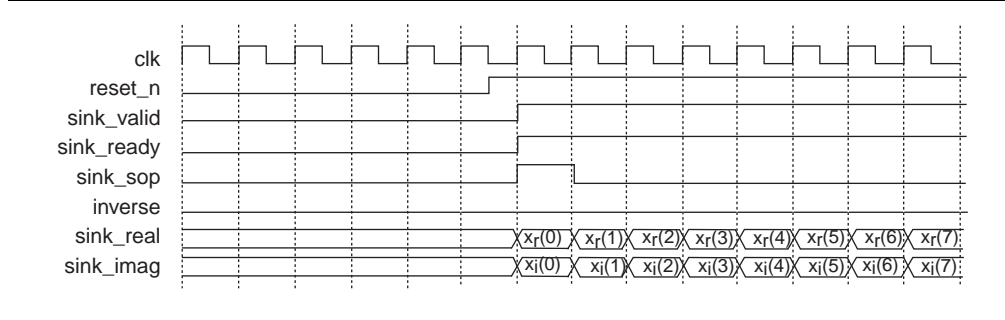 clk
reset_n
sink_valid
sink_ready
sink_sop
inverse
sink_real xr(0) xr(1) xr(2) xr(3) xr(4) xr(5) xr(6) xr(7)
sink_imag xi(0) xi(1) xi(2) xi(3) xi(4) xi(5) xi(6) xi(7)